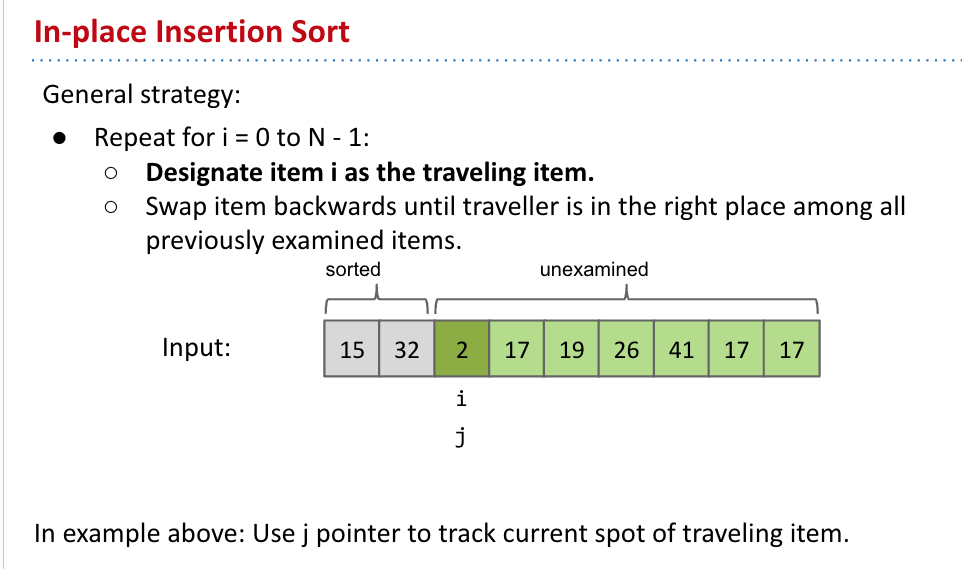 In-place Insertion Sort
General strategy:
● Repeat for i = 0 to N - 1:
○ Designate item i as the traveling item.
○ Swap item backwards until traveller is in the right place among all
previously examined items.
sorted unexamined
Input: 15 32 2 17 19 26 41 17 17
i
j
In example above: Use j pointer to track current spot of traveling item.